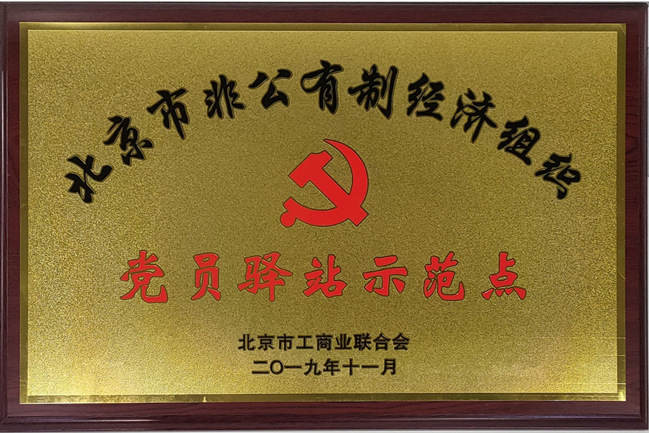 北京市非公有制经济组织
党员驿站示范点
北京市工商业联合会
二〇一九年十一月